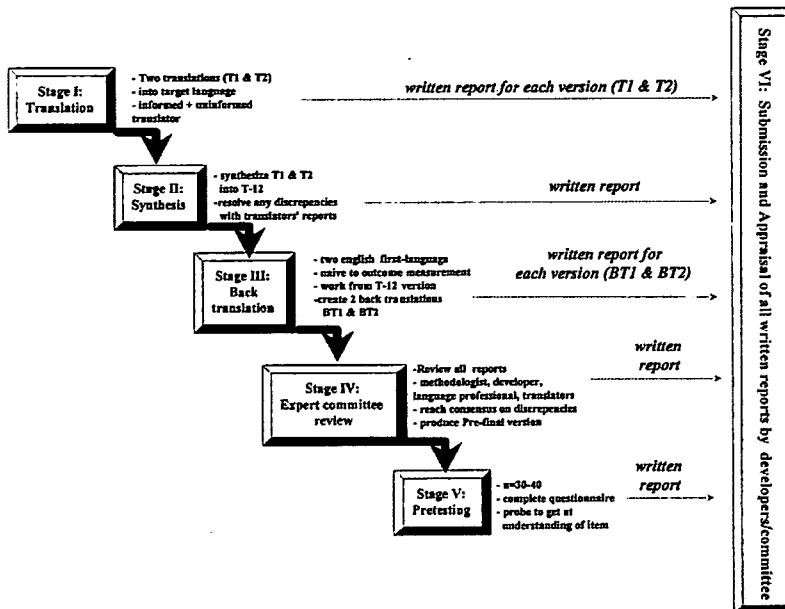 Stage I:
Translation
- Two translations (T1 & T2)
- into target language
- informed + uninformed
translator
written report for each version (T1 & T2)
Stage II:
Synthesis
- synthesize T1 & T2
into T-12
-resolve any discrepancies
with translators' reports
written report
Stage III:
Back
translation
- two english first-language
- naive to outcome measurement
- work from T-12 version
-create 2 back translations
BT1 & BT2
written report for
each version (BT1 & BT2)
Stage IV:
Expert committee
review
-Review all reports
- methodologist, developer,
language professional, translators
- reach consensus on discrepancies
- produce Pre-final version
written
report
Stage V:
Pretesting
- n=30-40
- complete questionnaire
- probe to get at
understanding of item
written
report
Stage VI: Submission and Appraisal of all written reports by developers/committee